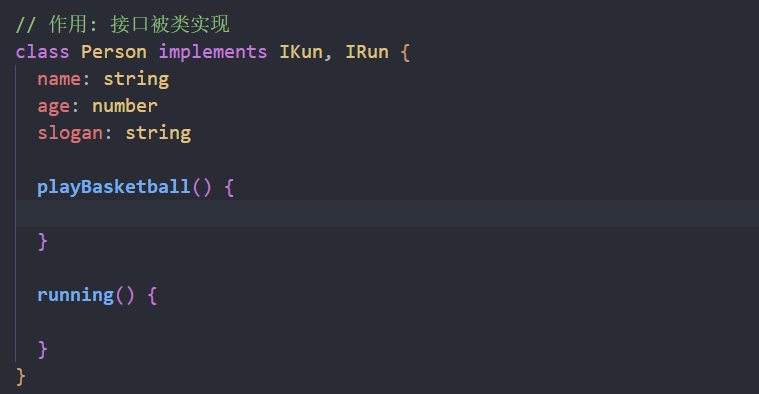 // 作用: 接口被类实现
class Person implements IKun, IRun {
  name: string
  age: number
  slogan: string
  playBasketball() {
  }
  running() {
  }
}